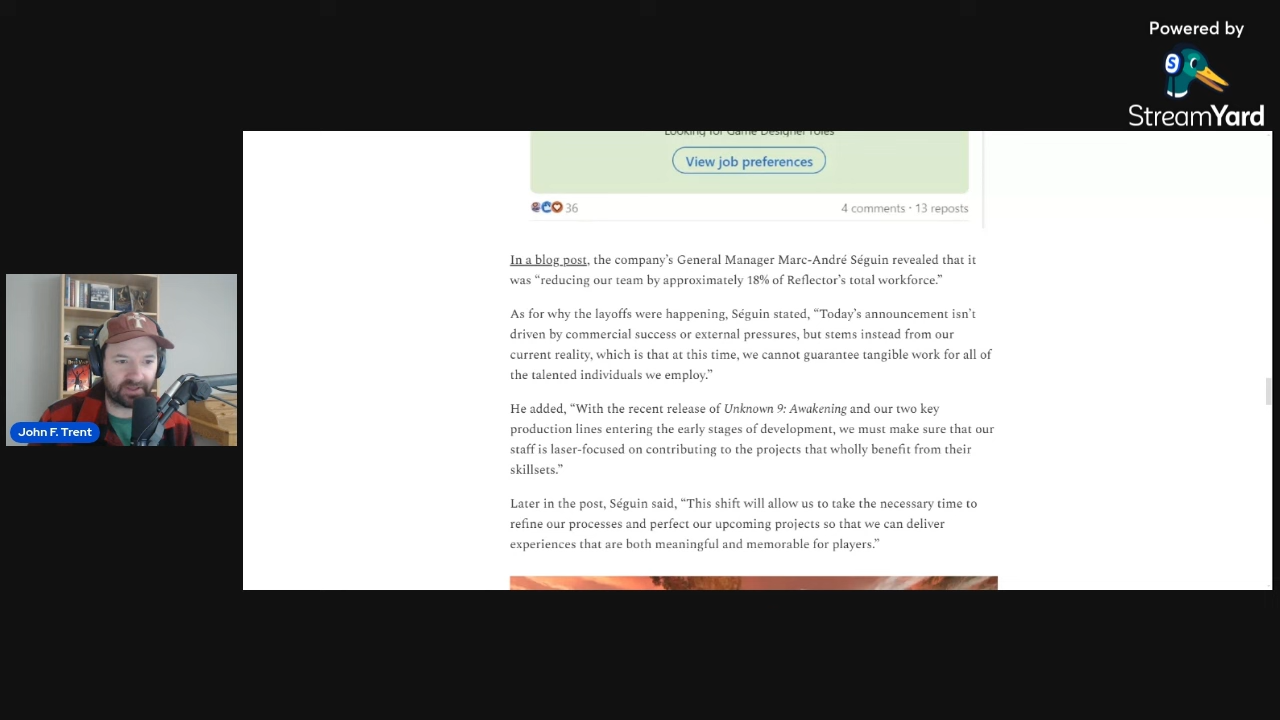 Powered by
StreamYard
Looking for Game Designer roles
View job preferences
36
4 comments · 13 reposts
In a blog post, the company’s General Manager Marc-André Séguin revealed that it
was “reducing our team by approximately 18% of Reflector’s total workforce.”
As for why the layoffs were happening, Séguin stated, “Today’s announcement isn’t
driven by commercial success or external pressures, but stems instead from our
current reality, which is that at this time, we cannot guarantee tangible work for all of
the talented individuals we employ.”
He added, “With the recent release of Unknown 9: Awakening and our two key
production lines entering the early stages of development, we must make sure that our
staff is laser-focused on contributing to the projects that wholly benefit from their
skillsets.”
Later in the post, Séguin said, “This shift will allow us to take the necessary time to
refine our processes and perfect our upcoming projects so that we can deliver
experiences that are both meaningful and memorable for players.”
John F. Trent